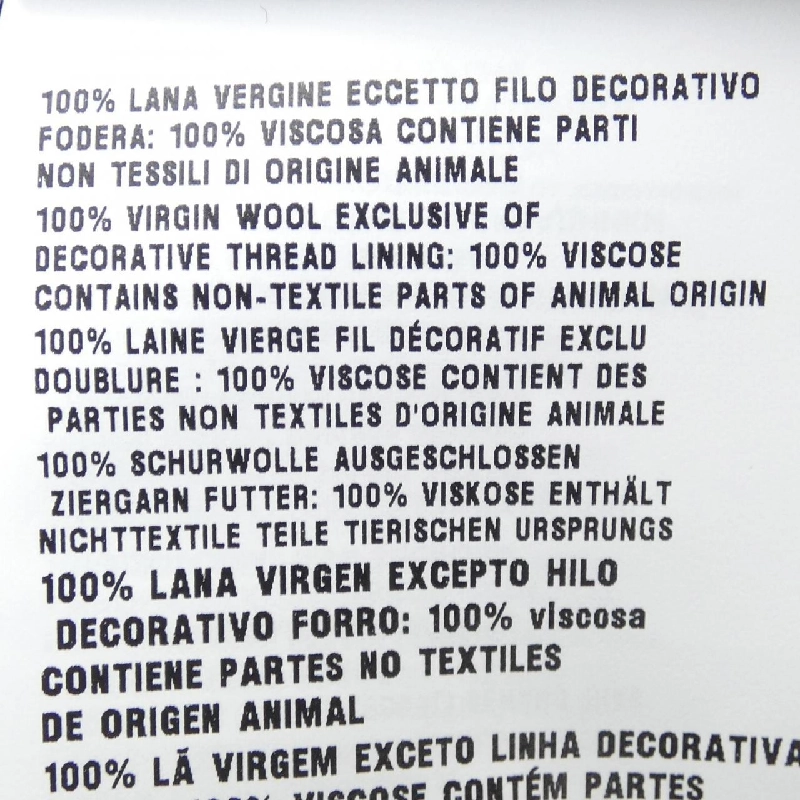 100% LANA VERGINE ECCETTO FILO DECORATIVO
FODERA: 100% VISCOSA CONTIENE PARTI
NON TESSILI DI ORIGINE ANIMALE
100% VIRGIN WOOL EXCLUSIVE OF
DECORATIVE THREAD LINING: 100% VISCOSE
CONTAINS NON-TEXTILE PARTS OF ANIMAL ORIGIN
100% LAINE VIERGE FIL DÉCORATIF EXCLU
DOUBLURE : 100% VISCOSE CONTIENT DES
PARTIES NON TEXTILES D'ORIGINE ANIMALE
100% SCHURWOLLE AUSGESCHLOSSEN
ZIERGARN FUTTER: 100% VISKOSE ENTHÄLT
NICHTTEXTILE TEILE TIERISCHEN URSPRUNGS
100% LANA VIRGEN EXCEPTO HILO
DECORATIVO FORRO: 100% viscosa
CONTIENE PARTES NO TEXTILES
DE ORIGEN ANIMAL
100% LÃ VIRGEM EXCETO LINHA DECORATIVA
100% VISCOSE CONTÉM PARTES